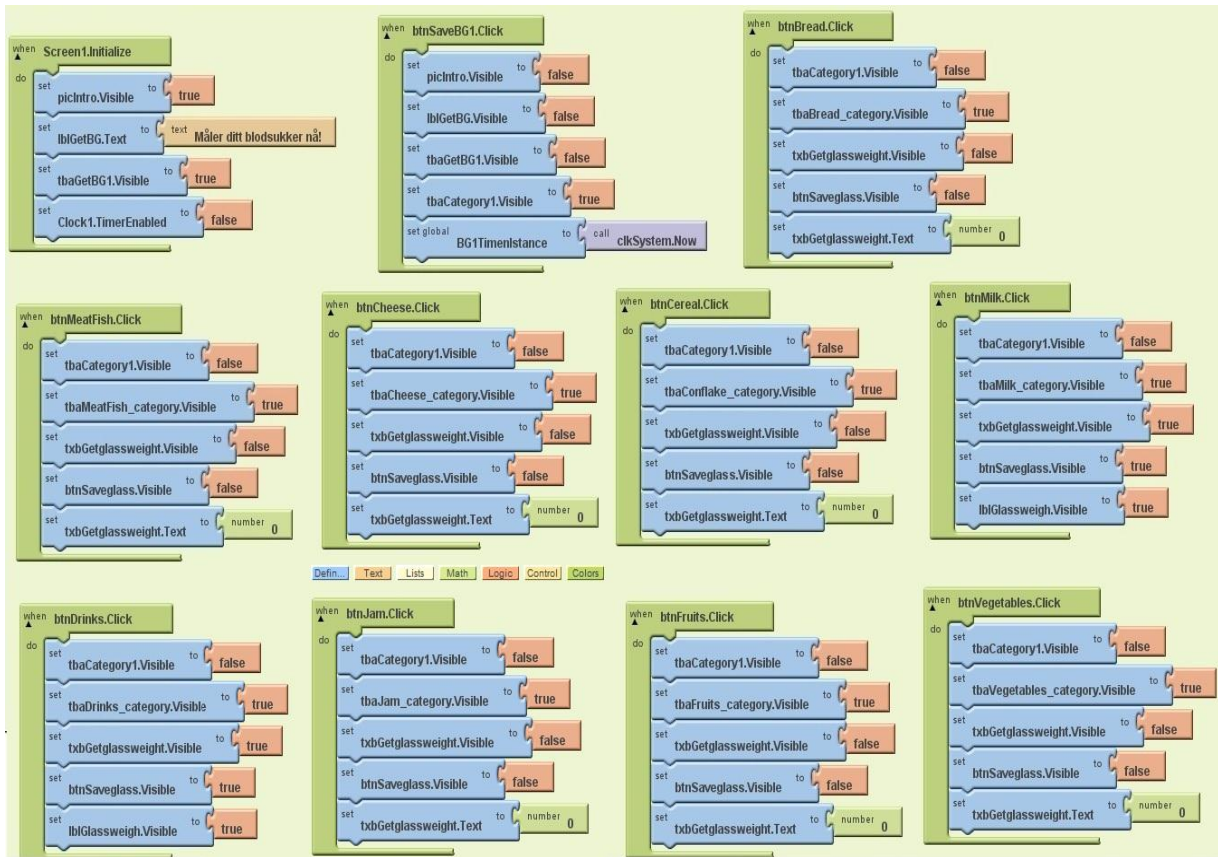 when Screen1.Initialize
do
set picIntro.Visible to true
set lblGetBG.Text to text Måler ditt blodsukker nå!
set tbaGetBG1.Visible to true
set Clock1.TimerEnabled to false
when btnSaveBG1.Click
do
set picIntro.Visible to false
set lblGetBG.Visible to false
set tbaGetBG1.Visible to false
set tbaCategory1.Visible to true
set global BG1TimenIstance to call clkSystem.Now
when btnBread.Click
do
set tbaCategory1.Visible to false
set tbaBread_category.Visible to true
set txbGetglassweight.Visible to false
set btnSaveglass.Visible to false
set txbGetglassweight.Text to number 0
when btnMeatFish.Click
do
set tbaCategory1.Visible to false
set tbaMeatFish_category.Visible to true
set txbGetglassweight.Visible to false
set btnSaveglass.Visible to false
set txbGetglassweight.Text to number 0
when btnCheese.Click
do
set tbaCategory1.Visible to false
set tbaCheese_category.Visible to true
set txbGetglassweight.Visible to false
set btnSaveglass.Visible to false
set txbGetglassweight.Text to number 0
when btnCereal.Click
do
set tbaCategory1.Visible to false
set tbaConflake_category.Visible to true
set txbGetglassweight.Visible to false
set btnSaveglass.Visible to false
set txbGetglassweight.Text to number 0
when btnMilk.Click
do
set tbaCategory1.Visible to false
set tbaMilk_category.Visible to true
set txbGetglassweight.Visible to true
set btnSaveglass.Visible to true
set lblGlassweigh.Visible to true
Defin... Text Lists Math Logic Control Colors
when btnDrinks.Click
do
set tbaCategory1.Visible to false
set tbaDrinks_category.Visible to true
set txbGetglassweight.Visible to true
set btnSaveglass.Visible to true
set lblGlassweigh.Visible to true
when btnJam.Click
do
set tbaCategory1.Visible to false
set tbaJam_category.Visible to true
set txbGetglassweight.Visible to false
set btnSaveglass.Visible to false
set txbGetglassweight.Text to number 0
when btnFruits.Click
do
set tbaCategory1.Visible to false
set tbaFruits_category.Visible to true
set txbGetglassweight.Visible to false
set btnSaveglass.Visible to false
set txbGetglassweight.Text to number 0
when btnVegetables.Click
do
set tbaCategory1.Visible to false
set tbaVegetables_category.Visible to true
set txbGetglassweight.Visible to false
set btnSaveglass.Visible to false
set txbGetglassweight.Text to number 0